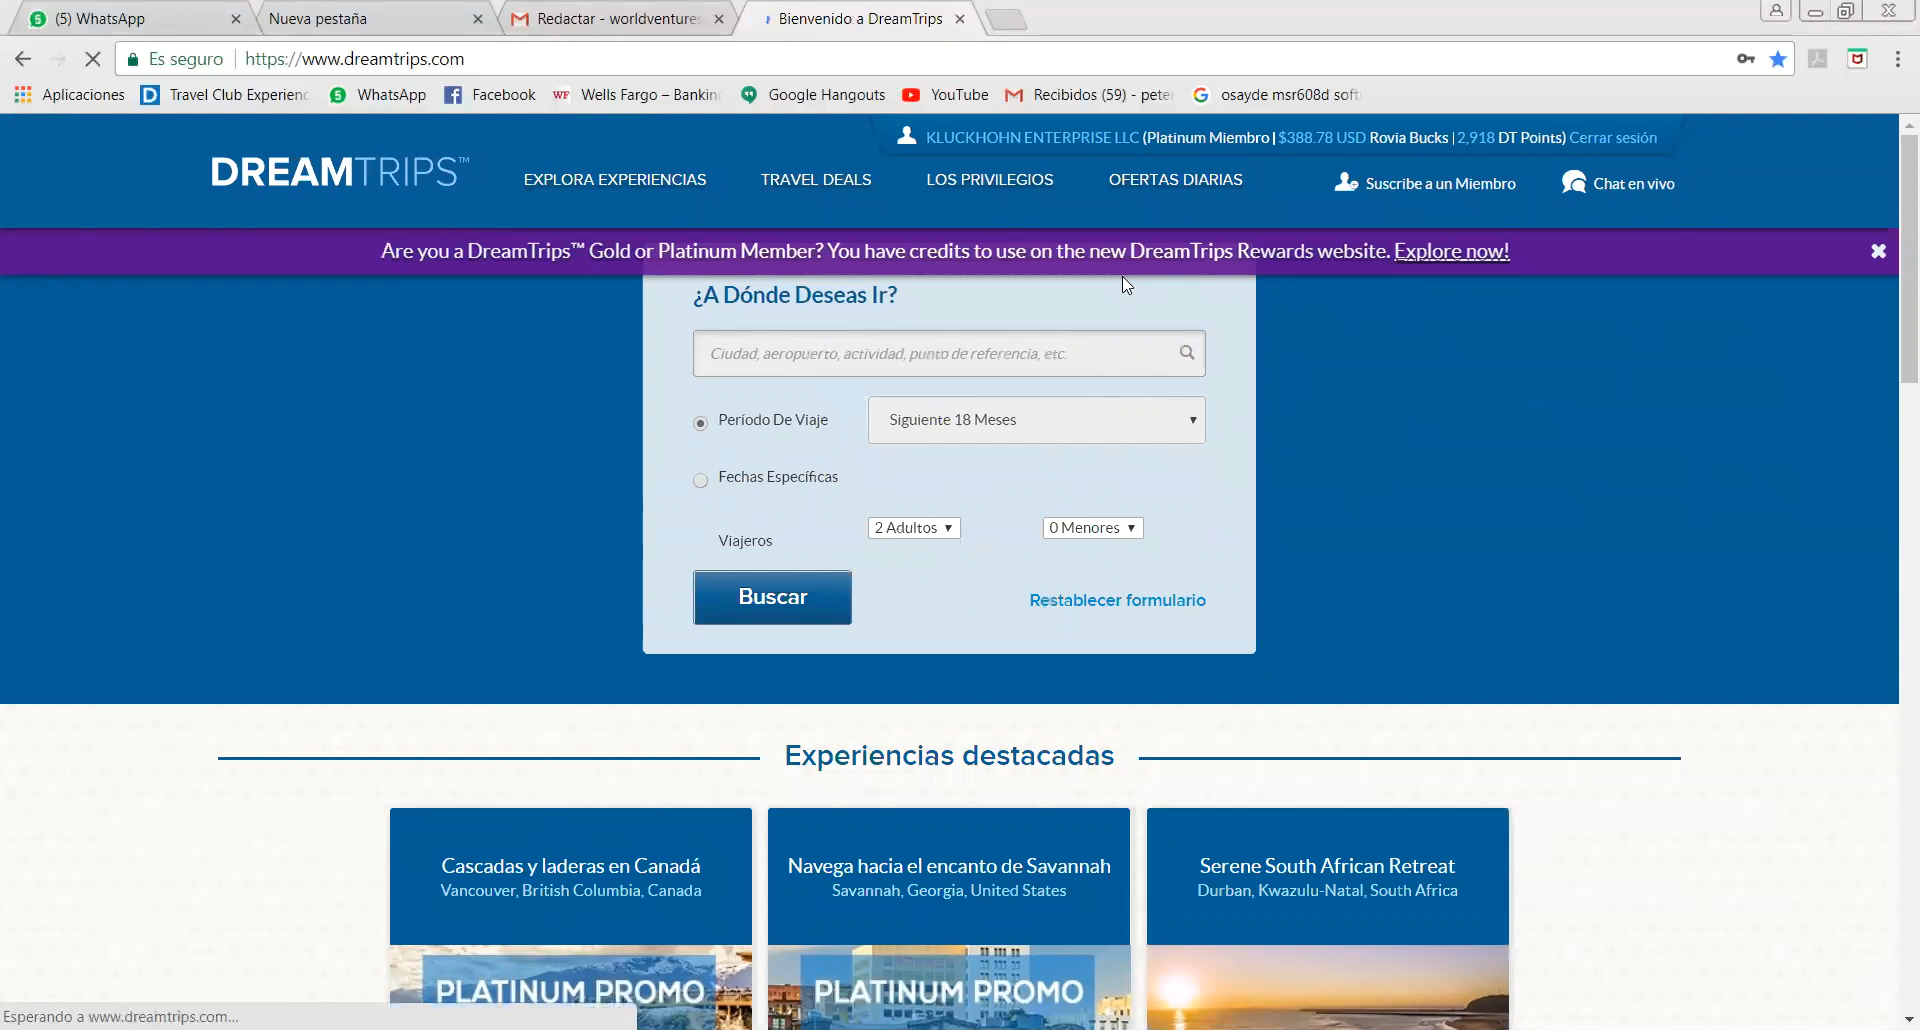 (5) WhatsApp
Nueva pestaña
Redactar - worldventures
Bienvenido a DreamTrips
Es seguro
https://www.dreamtrips.com
Aplicaciones
Travel Club Experienc
WhatsApp
Facebook
WF
Wells Fargo – Bankin
Google Hangouts
YouTube
Recibidos (59) - pete
osayde msr608d soft
KLUCKHOHN ENTERPRISE LLC (Platinum Miembro | $388.78 USD Rovia Bucks | 2,918 DT Points) Cerrar sesión
DREAMTRIPS™
EXPLORA EXPERIENCIAS
TRAVEL DEALS
LOS PRIVILEGIOS
OFERTAS DIARIAS
Suscribe a un Miembro
Chat en vivo
Are you a DreamTrips™ Gold or Platinum Member? You have credits to use on the new DreamTrips Rewards website. Explore now!
¿A Dónde Deseas Ir?
Ciudad, aeropuerto, actividad, punto de referencia, etc.
Período De Viaje
Siguiente 18 Meses
Fechas Específicas
2 Adultos
0 Menores
Viajeros
Buscar
Restablecer formulario
Experiencias destacadas
Cascadas y laderas en Canadá
Vancouver, British Columbia, Canada
Navega hacia el encanto de Savannah
Savannah, Georgia, United States
Serene South African Retreat
Durban, Kwazulu-Natal, South Africa
PLATINUM PROMO
PLATINUM PROMO
Esperando a www.dreamtrips.com...